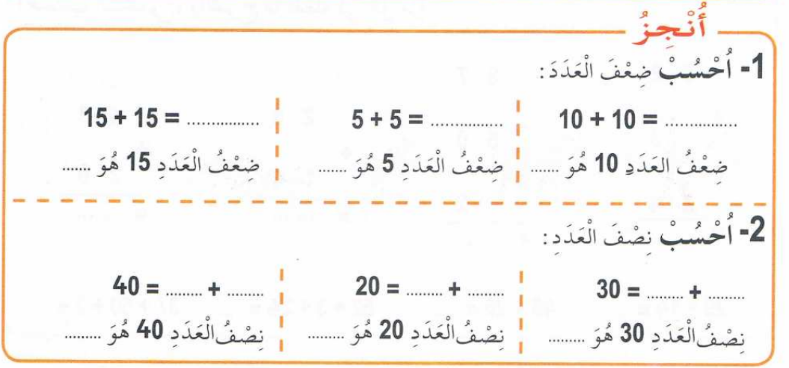 أُنْجِزُ
1- أُحْسُبْ ضِعْفَ الْعَدَدَ:
10 + 10 = ...............
ضِعْفُ العَدَدِ 10 هُوَ ......
5 + 5 = ...............
ضِعْفُ الْعَدَدِ 5 هُوَ ......
15 + 15 = ...............
ضِعْفُ الْعَدَدِ 15 هُوَ ......
2- أُحْسُبْ نِصْفَ الْعَدَدِ:
30 = ....... + .......
نِصْفُ الْعَدَدِ 30 هُوَ .........
20 = ....... + .......
نِصْفُ الْعَدَدِ 20 هُوَ .........
40 = ....... + .......
نِصْفُ الْعَدَدِ 40 هُوَ .........